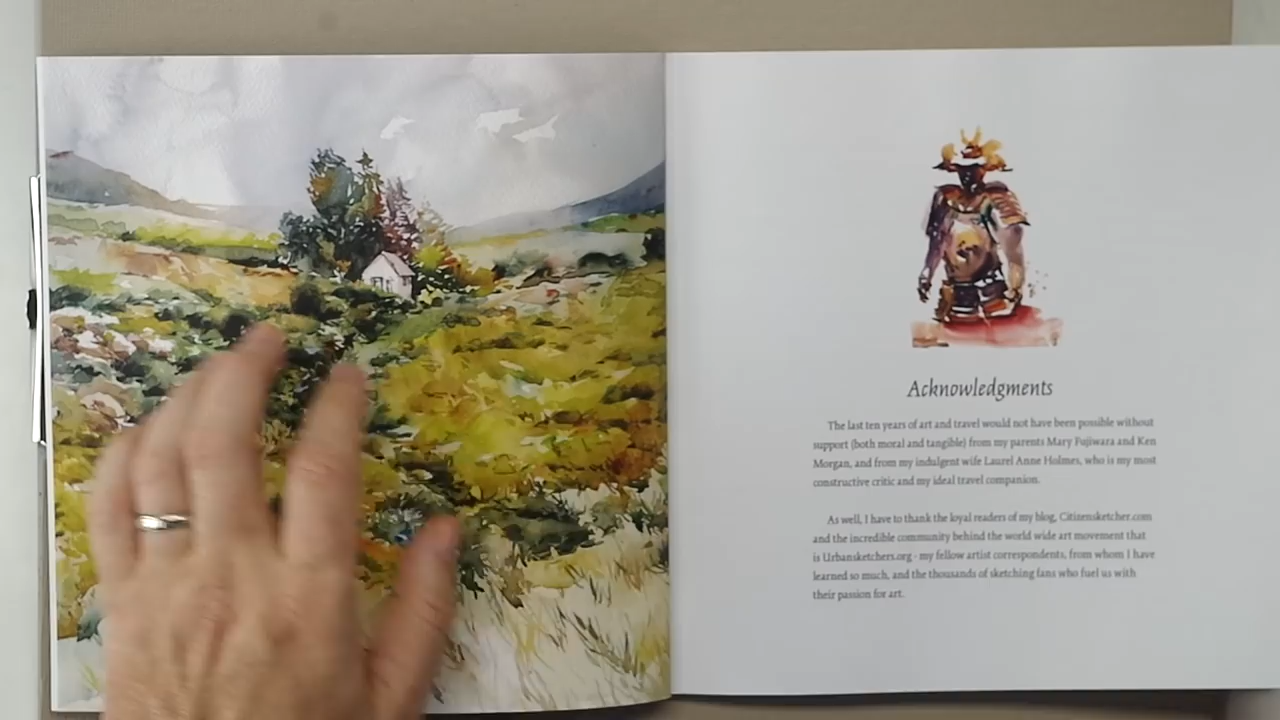 Acknowledgments
The last ten years of art and travel would not have been possible without
support (both moral and tangible) from my parents Mary Fujiwara and Ken
Morgan, and from my indulgent wife Laurel Anne Holmes, who is my most
constructive critic and my ideal travel companion.
As well, I have to thank the loyal readers of my blog, Citizensketcher.com
and the incredible community behind the world wide art movement that
is Urbansketchers.org - my fellow artist correspondents, from whom I have
learned so much, and the thousands of sketching fans who fuel us with
their passion for art.